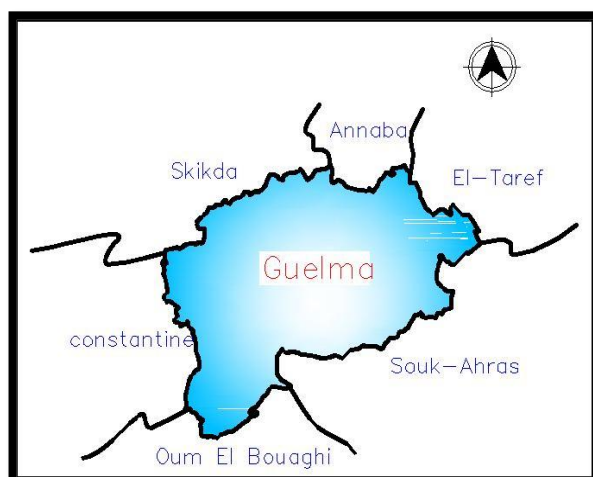 Annaba
Skikda
El-Taref
Guelma
constantine
Souk-Ahras
Oum El Bouaghi